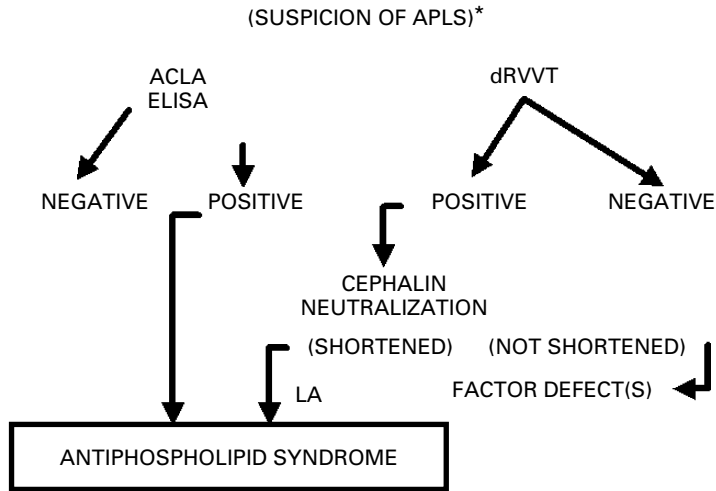 (SUSPICION OF APLS)*
ACLA
ELISA
dRVVT
NEGATIVE
POSITIVE
POSITIVE
NEGATIVE
CEPHALIN
NEUTRALIZATION
(SHORTENED)
(NOT SHORTENED)
LA
FACTOR DEFECT(S)
ANTIPHOSPHOLIPID SYNDROME